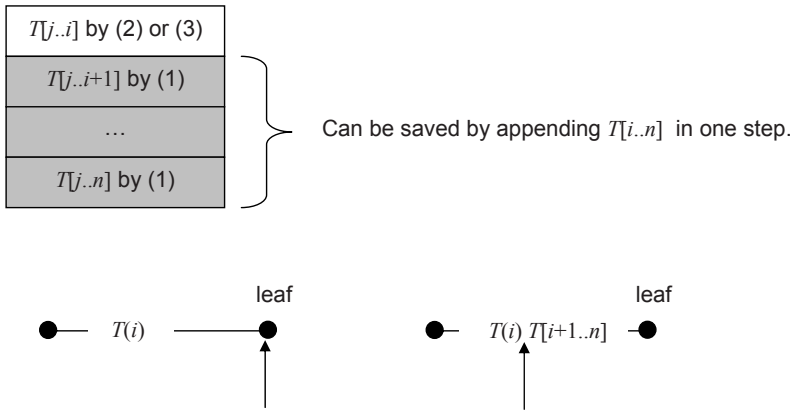 T[j..i] by (2) or (3)
T[j..i+1] by (1)
…
T[j..n] by (1)
Can be saved by appending T[i..n] in one step.
leaf
T(i)
leaf
T(i) T[i+1..n]